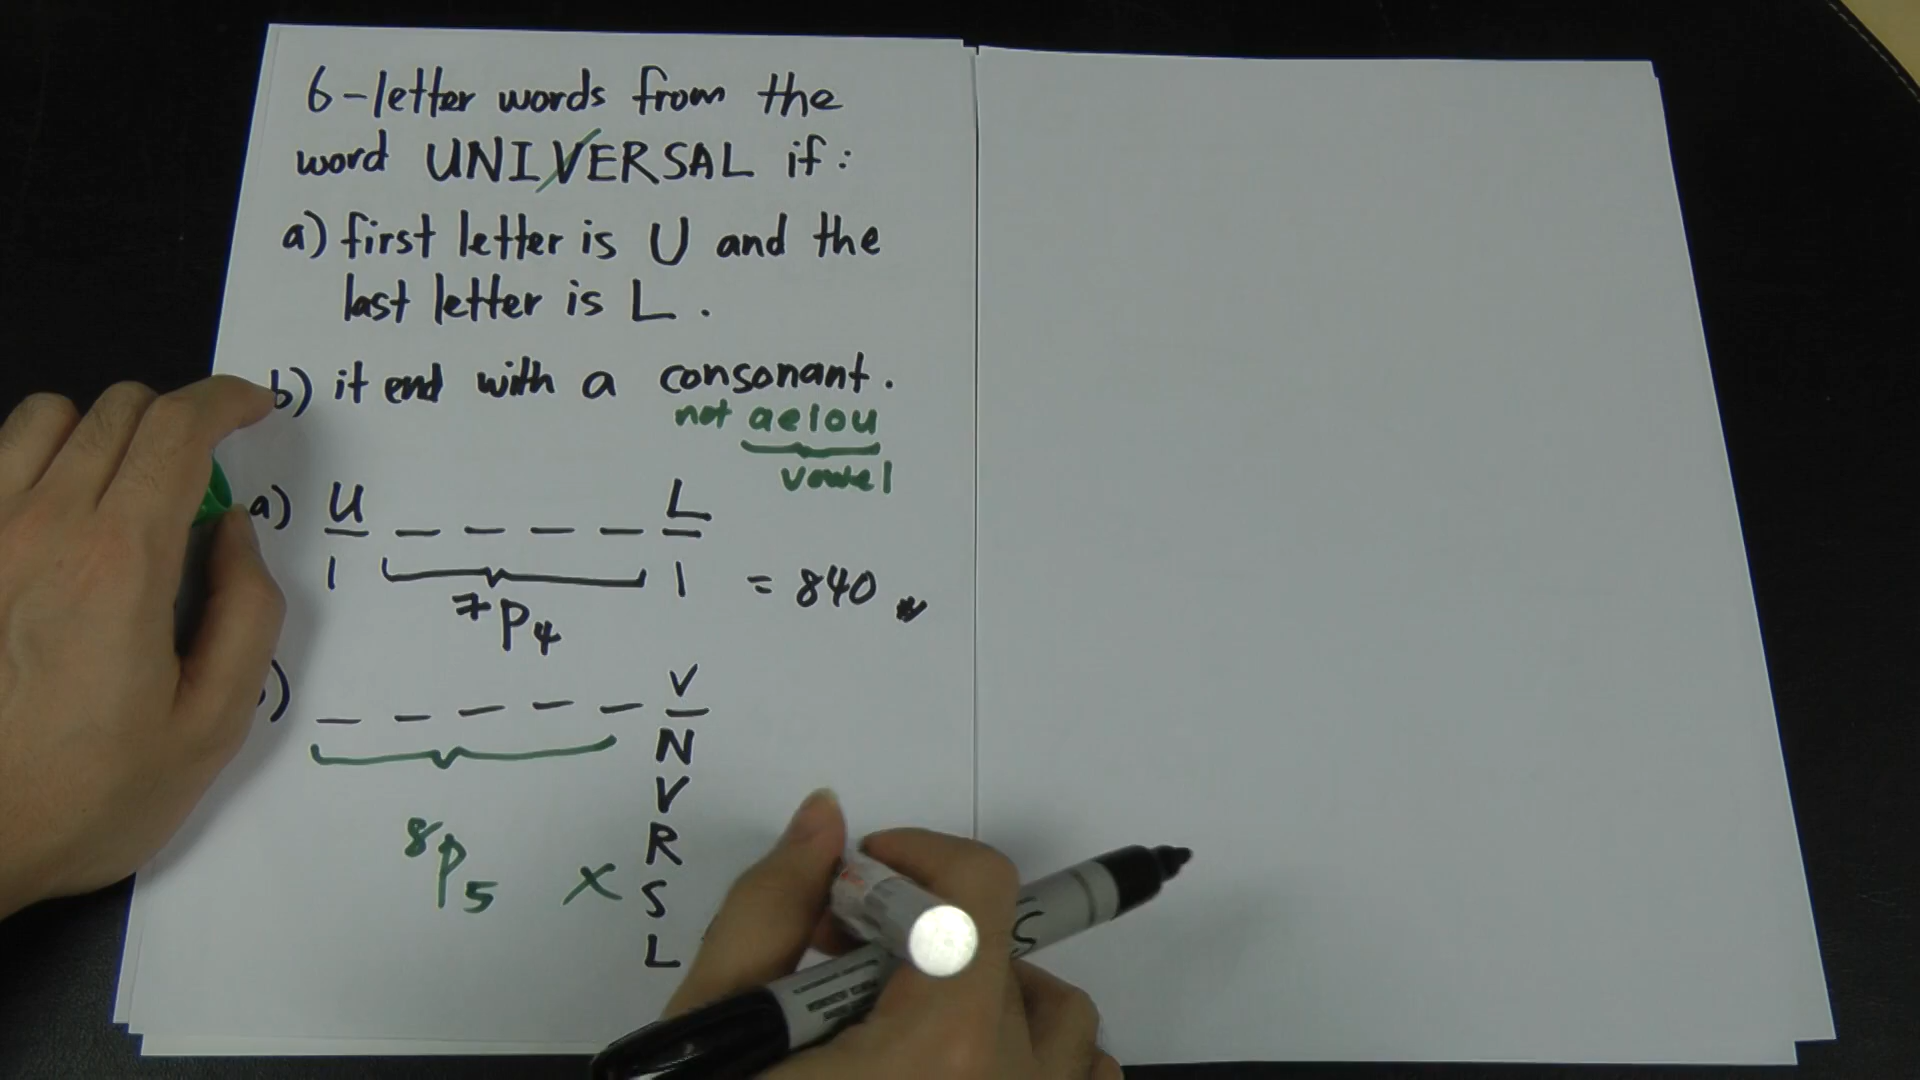 6-letter words from the
word UNIVERSAL if:
a) first letter is U and the
last letter is L.
b) it end with a consonant.
not aeiou
vowel
a) U _ _ _ _ L
1 1 = 840
7P4
) _ _ _ _ _ V
N
V
R
8P5 × S
L